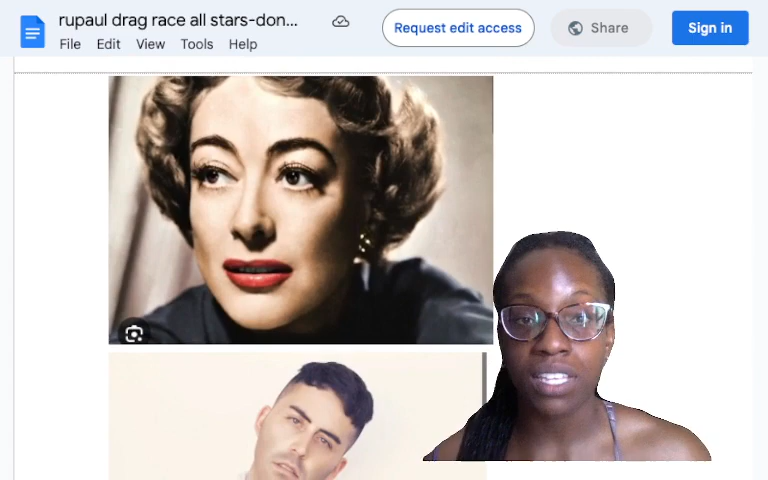 rupaul drag race all stars-don...
File Edit View Tools Help
Request edit access
Share
Sign in